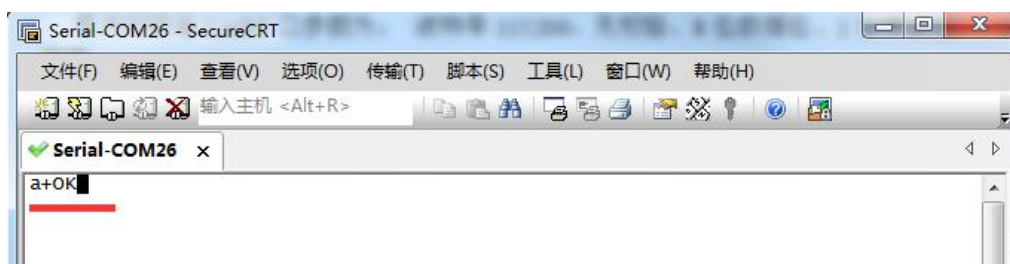 Serial-COM26 - SecureCRT
文件(F) 编辑(E) 查看(V) 选项(O) 传输(T) 脚本(S) 工具(L) 窗口(W) 帮助(H)
输入主机 <Alt+R>
Serial-COM26 x
a+OK